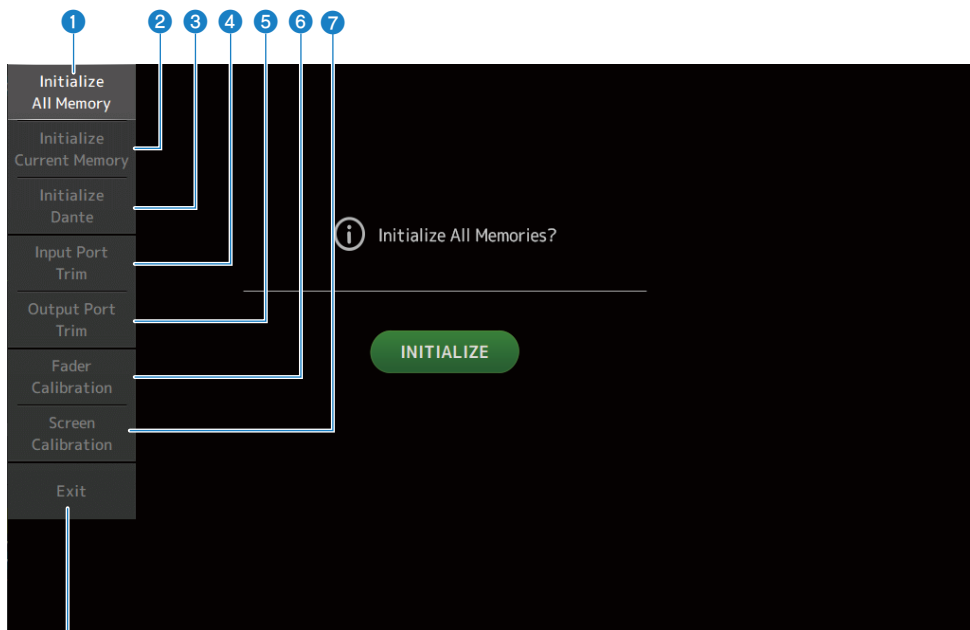 1 2 3 4 5 6 7
Initialize
All Memory
Initialize
Current Memory
Initialize
Dante
Input Port
Trim
Output Port
Trim
Fader
Calibration
Screen
Calibration
Exit
Initialize All Memories?
INITIALIZE